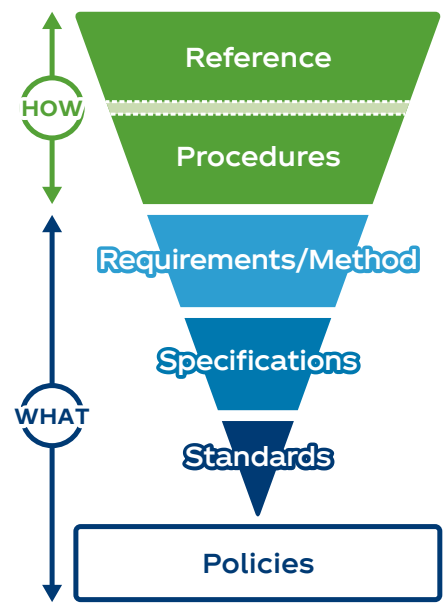 Reference
HOW
Procedures
Requirements/Method
Specifications
WHAT
Standards
Policies